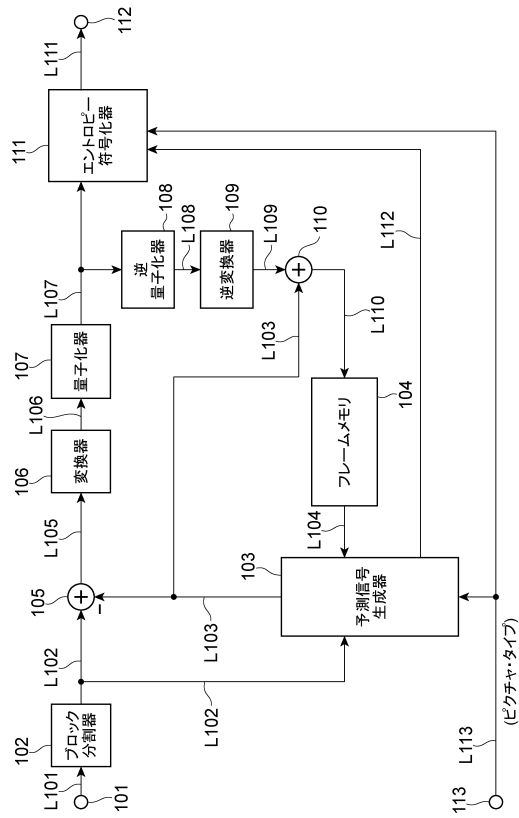 101
L101
102
ブロック
分割器
L102
L102
105
−
L105
106
変換器
L106
107
量子化器
L107
111
エントロピー
符号化器
L111
112
逆
量子化器
108
L108
逆変換器
109
L109
110
L103
L103
L110
フレームメモリ
104
L104
103
予測信号
生成器
L112
113
L113
(ピクチャ・タイプ)